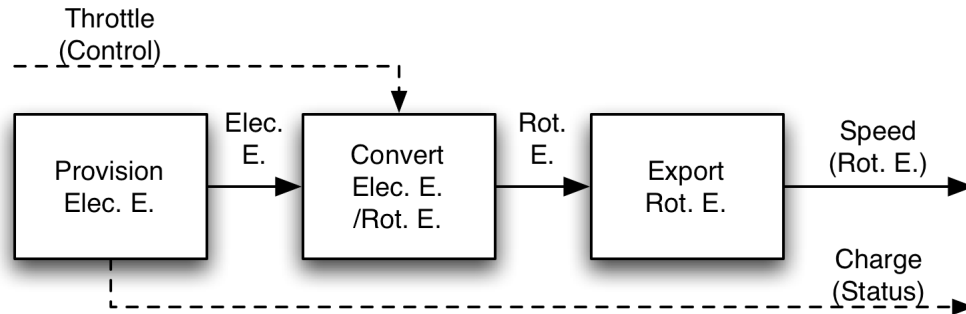 Throttle
(Control)
Provision
Elec. E.
Elec.
E.
Convert
Elec. E.
/Rot. E.
Rot.
E.
Export
Rot. E.
Speed
(Rot. E.)
Charge
(Status)